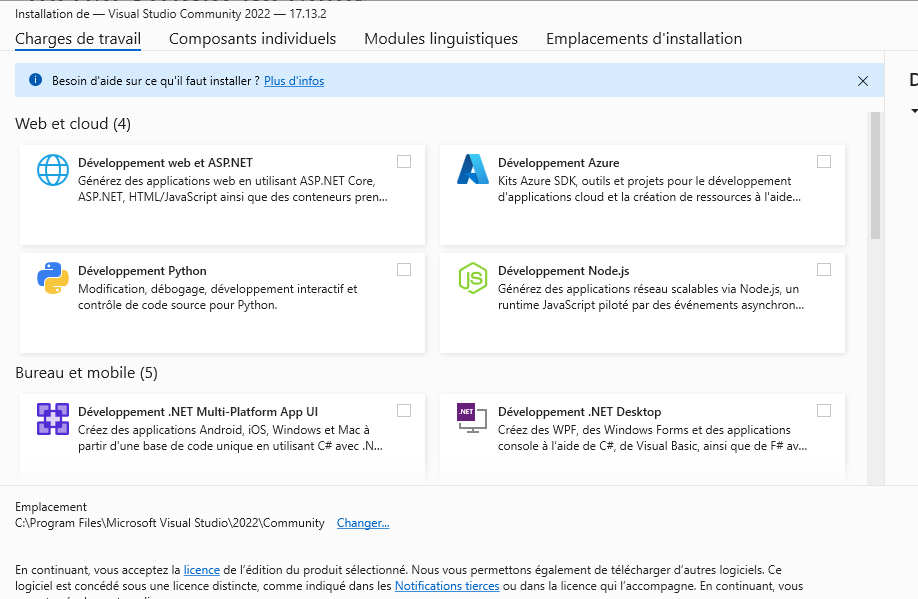 Installation de — Visual Studio Community 2022 — 17.13.2
Charges de travail Composants individuels Modules linguistiques Emplacements d'installation
Besoin d'aide sur ce qu'il faut installer ? Plus d'infos
Web et cloud (4)
Développement web et ASP.NET
Générez des applications web en utilisant ASP.NET Core,
ASP.NET, HTML/JavaScript ainsi que des conteneurs pren...
Développement Azure
Kits Azure SDK, outils et projets pour le développement
d'applications cloud et la création de ressources à l'aide...
Développement Python
Modification, débogage, développement interactif et
contrôle de code source pour Python.
JS
Développement Node.js
Générez des applications réseau scalables via Node.js, un
runtime JavaScript piloté par des événements asynchron...
Bureau et mobile (5)
Développement .NET Multi-Platform App UI
Créez des applications Android, iOS, Windows et Mac à
partir d'une base de code unique en utilisant C# avec .N...
.NET
Développement .NET Desktop
Créez des WPF, des Windows Forms et des applications
console à l'aide de C#, de Visual Basic, ainsi que de F# av...
Emplacement
C:\Program Files\Microsoft Visual Studio\2022\Community Changer...
En continuant, vous acceptez la licence de l’édition du produit sélectionné. Nous vous permettons également de télécharger d’autres logiciels. Ce
logiciel est concédé sous une licence distincte, comme indiqué dans les Notifications tierces ou dans la licence qui l’accompagne. En continuant, vous